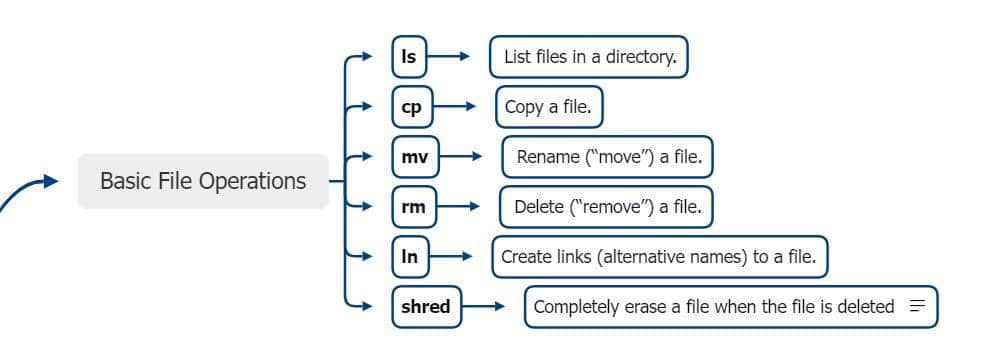 Basic File Operations
ls
List files in a directory.
cp
Copy a file.
mv
Rename (“move”) a file.
rm
Delete (“remove”) a file.
ln
Create links (alternative names) to a file.
shred
Completely erase a file when the file is deleted